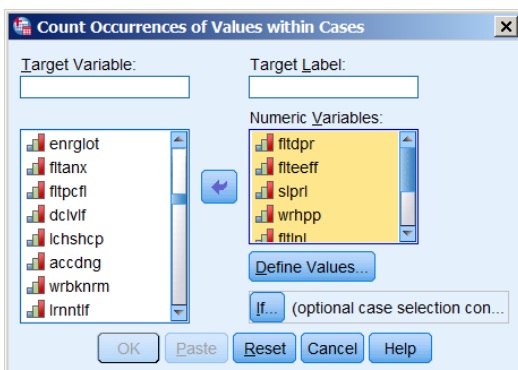 Count Occurrences of Values within Cases
Target Variable:
Target Label:
Numeric Variables:
enrglot
fltanx
fltpcfl
dclvlf
lchshcp
accdng
wrbknrm
lrnntlf
fltdpr
flteeff
slprl
wrhpp
fltlnl
Define Values...
If... (optional case selection con...
OK Paste Reset Cancel Help